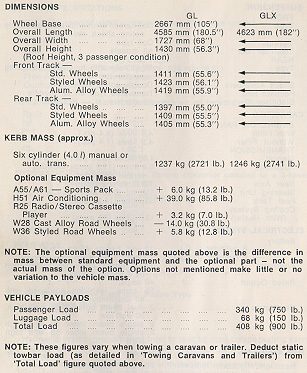 DIMENSIONS
GL GLX
Wheel Base 2667 mm (105")
Overall Length 4585 mm (180.5") 4623 mm (182")
Overall Width 1727 mm (68")
Overall Height 1430 mm (56.3")
(Roof Height, 3 passenger condition)
Front Track —
Std. Wheels 1411 mm (55.6")
Styled Wheels 1423 mm (56.1")
Alum. Alloy Wheels 1419 mm (55.9")
Rear Track —
Std. Wheels 1397 mm (55.0")
Styled Wheels 1409 mm (55.5")
Alum. Alloy Wheels 1405 mm (55.3")
KERB MASS (approx.)
Six cylinder (4.0 l) manual or
auto. trans. 1237 kg (2721 lb.) 1246 kg (2741 lb.)
Optional Equipment Mass
A55/A61 — Sports Pack + 6.0 kg (13.2 lb.)
H51 Air Conditioning + 39.0 kg (85.8 lb.)
R25 Radio/Stereo Cassette
Player + 3.2 kg (7.0 lb.)
W28 Cast Alloy Road Wheels — 14.0 kg (30.8 lb.)
W36 Styled Road Wheels + 5.8 kg (12.8 lb.)
NOTE: The optional equipment mass quoted above is the difference in
mass between standard equipment and the optional part – not the
actual mass of the option. Options not mentioned make little or no
variation to the vehicle mass.
VEHICLE PAYLOADS
Passenger Load 340 kg (750 lb.)
Luggage Load 68 kg (150 lb.)
Total Load 408 kg (900 lb.)
NOTE: These figures vary when towing a caravan or trailer. Deduct static
towbar load (as detailed in 'Towing Caravans and Trailers') from
'Total Load' figure quoted above.